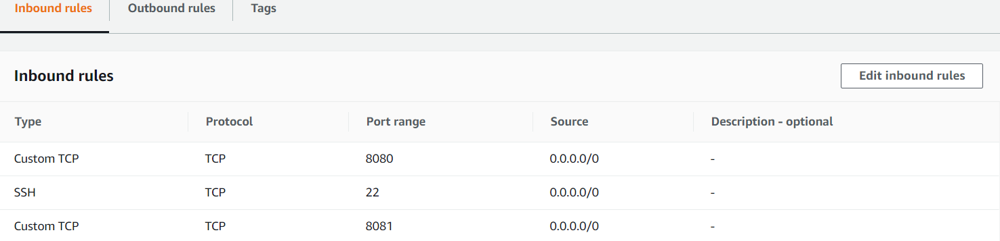 Inbound rules Outbound rules Tags
Inbound rules Edit inbound rules
Type Protocol Port range Source Description - optional
Custom TCP TCP 8080 0.0.0.0/0 -
SSH TCP 22 0.0.0.0/0 -
Custom TCP TCP 8081 0.0.0.0/0 -